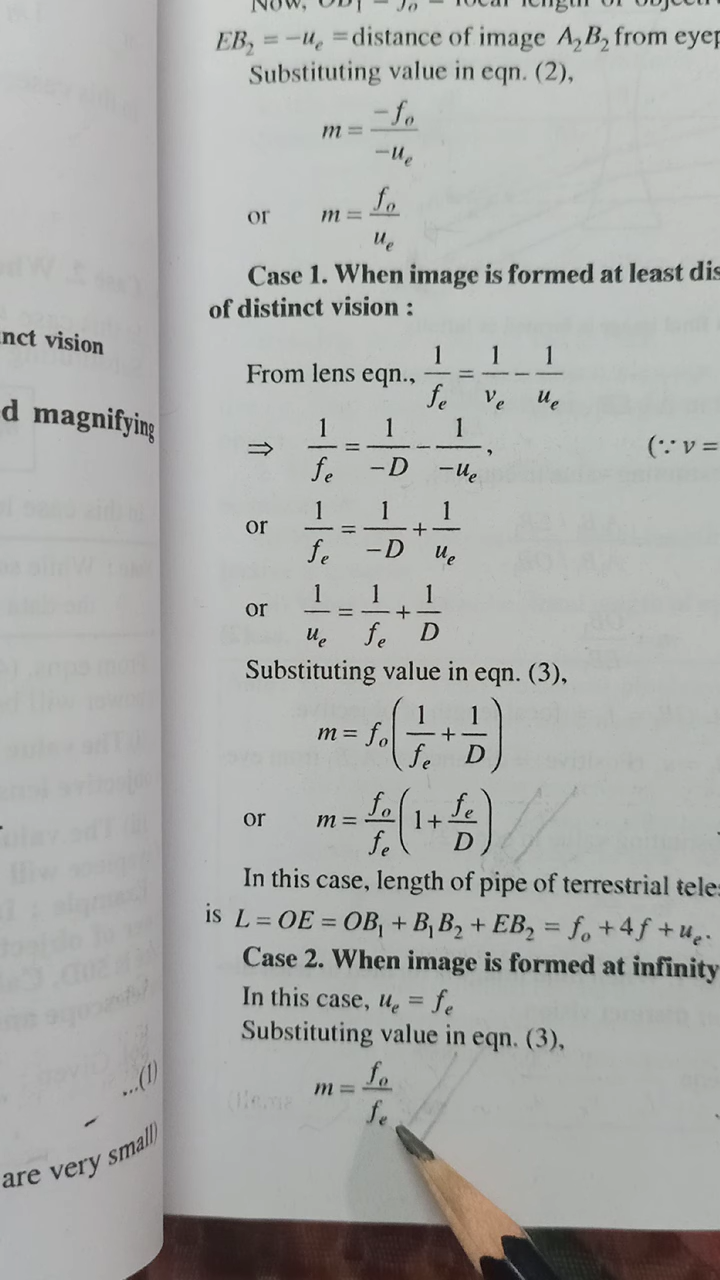 nct vision
d magnifying
...(1)
are very small)
EB₂ = −uₑ = distance of image A₂B₂ from eyep
Substituting value in eqn. (2),
m = −fₒ / −uₑ
or m = fₒ / uₑ
Case 1. When image is formed at least dis
of distinct vision :
From lens eqn., 1/fₑ = 1/vₑ − 1/uₑ
⇒ 1/fₑ = 1/−D − 1/−uₑ, (∵ v =
or 1/fₑ = 1/−D + 1/uₑ
or 1/uₑ = 1/fₑ + 1/D
Substituting value in eqn. (3),
m = fₒ(1/fₑ + 1/D)
or m = fₒ/fₑ(1 + fₑ/D)
In this case, length of pipe of terrestrial tele
is L = OE = OB₁ + B₁B₂ + EB₂ = fₒ + 4f + uₑ.
Case 2. When image is formed at infinity
In this case, uₑ = fₑ
Substituting value in eqn. (3),
m = fₒ / fₑ